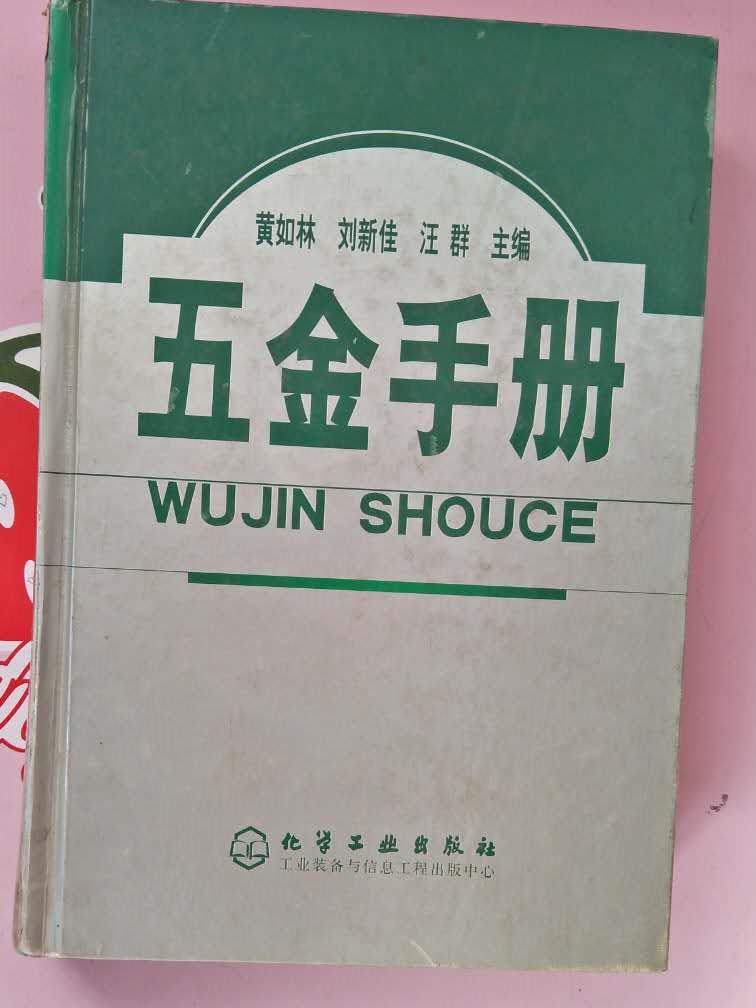 黄如林 刘新佳 汪群 主编
五金手册
WUJIN SHOUCE
化学工业出版社
工业装备与信息工程出版中心